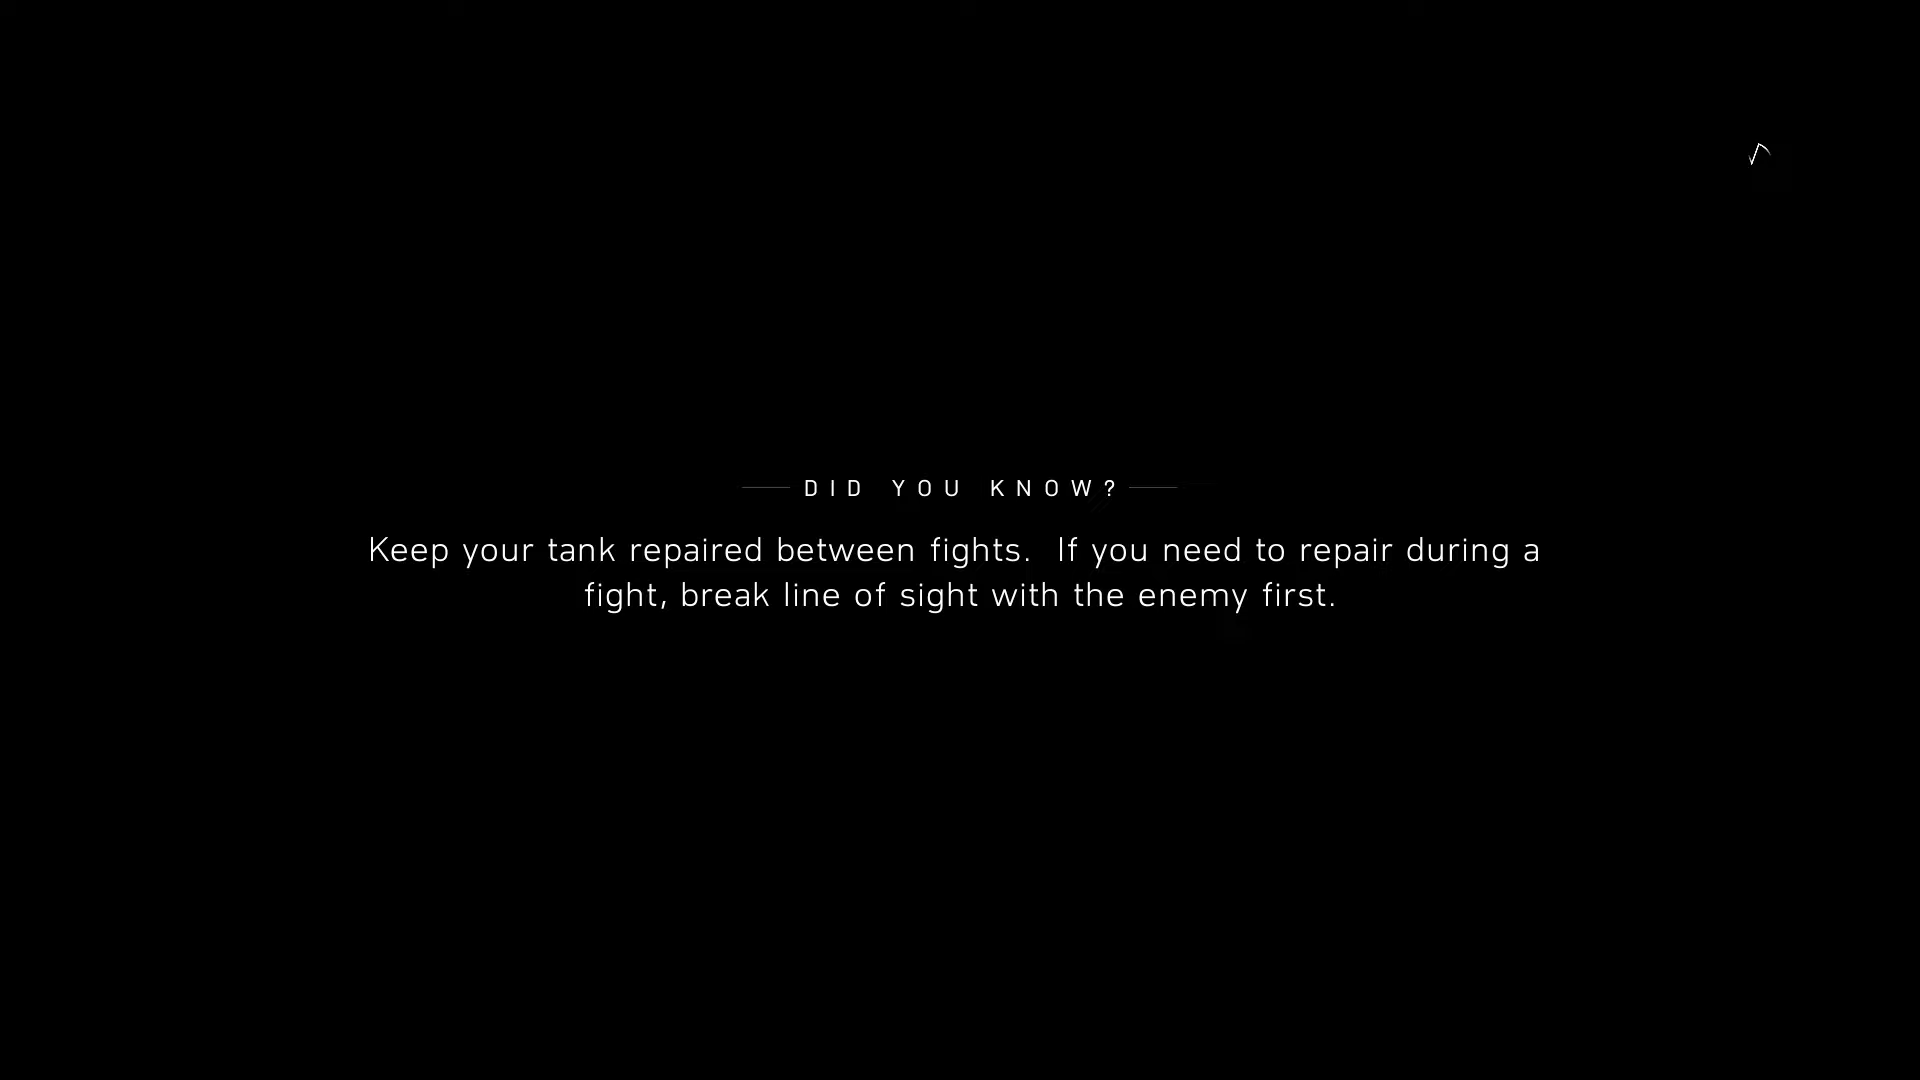 DID YOU KNOW?
Keep your tank repaired between fights.  If you need to repair during a
fight, break line of sight with the enemy first.